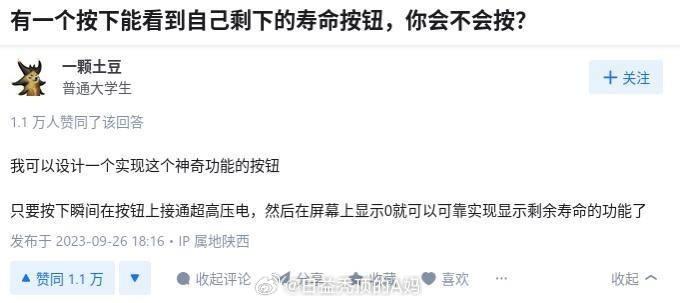 有一个按下能看到自己剩下的寿命按钮，你会不会按？
一颗土豆
普通大学生
＋关注
1.1 万人赞同了该回答
我可以设计一个实现这个神奇功能的按钮
只要按下瞬间在按钮上接通超高压电，然后在屏幕上显示0就可以可靠实现显示剩余寿命的功能了
发布于 2023-09-26 18:16・IP 属地陕西
▲ 赞同 1.1 万 ▼ 收起评论 分享 收藏 喜欢 … 收起